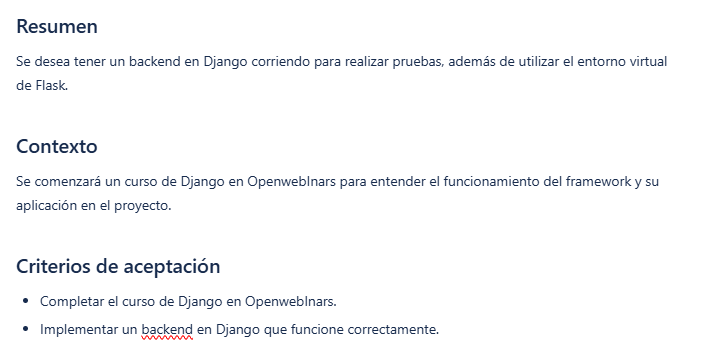 Resumen
Se desea tener un backend en Django corriendo para realizar pruebas, además de utilizar el entorno virtual
de Flask.
Contexto
Se comenzará un curso de Django en OpenwebInars para entender el funcionamiento del framework y su
aplicación en el proyecto.
Criterios de aceptación
• Completar el curso de Django en OpenwebInars.
• Implementar un backend en Django que funcione correctamente.